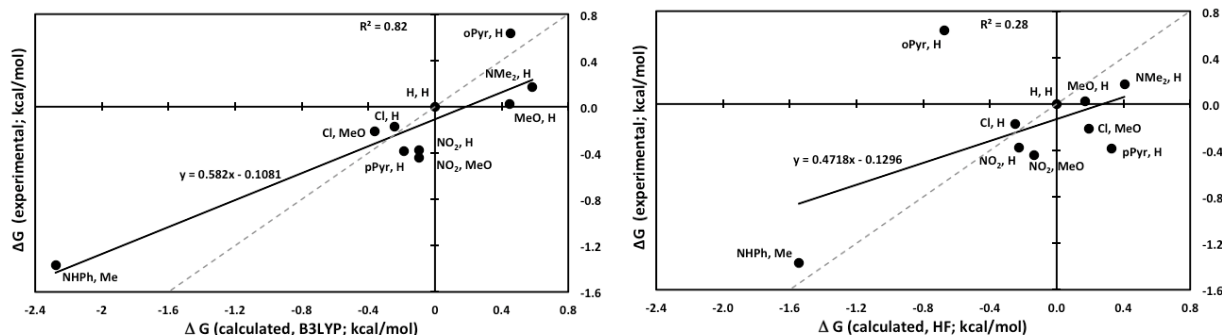 R² = 0.82
oPyr, H
NMe₂, H
H, H
MeO, H
Cl, H
Cl, MeO
NO₂, H
NO₂, MeO
pPyr, H
y = 0.582x - 0.1081
NHPh, Me
0.8
0.4
0.0
-0.4
-0.8
-1.2
-1.6
-2.4 -2 -1.6 -1.2 -0.8 -0.4 0 0.4 0.8
Δ G (calculated, B3LYP; kcal/mol)
ΔG (experimental; kcal/mol)
R² = 0.28
oPyr, H
NMe₂, H
MeO, H
H, H
Cl, H
Cl, MeO
NO₂, H
NO₂, MeO
pPyr, H
y = 0.4718x - 0.1296
NHPh, Me
0.8
0.4
0.0
-0.4
-0.8
-1.2
-1.6
-2.4 -2 -1.6 -1.2 -0.8 -0.4 0 0.4 0.8
Δ G (calculated, HF; kcal/mol)
ΔG (experimental; kcal/mol)